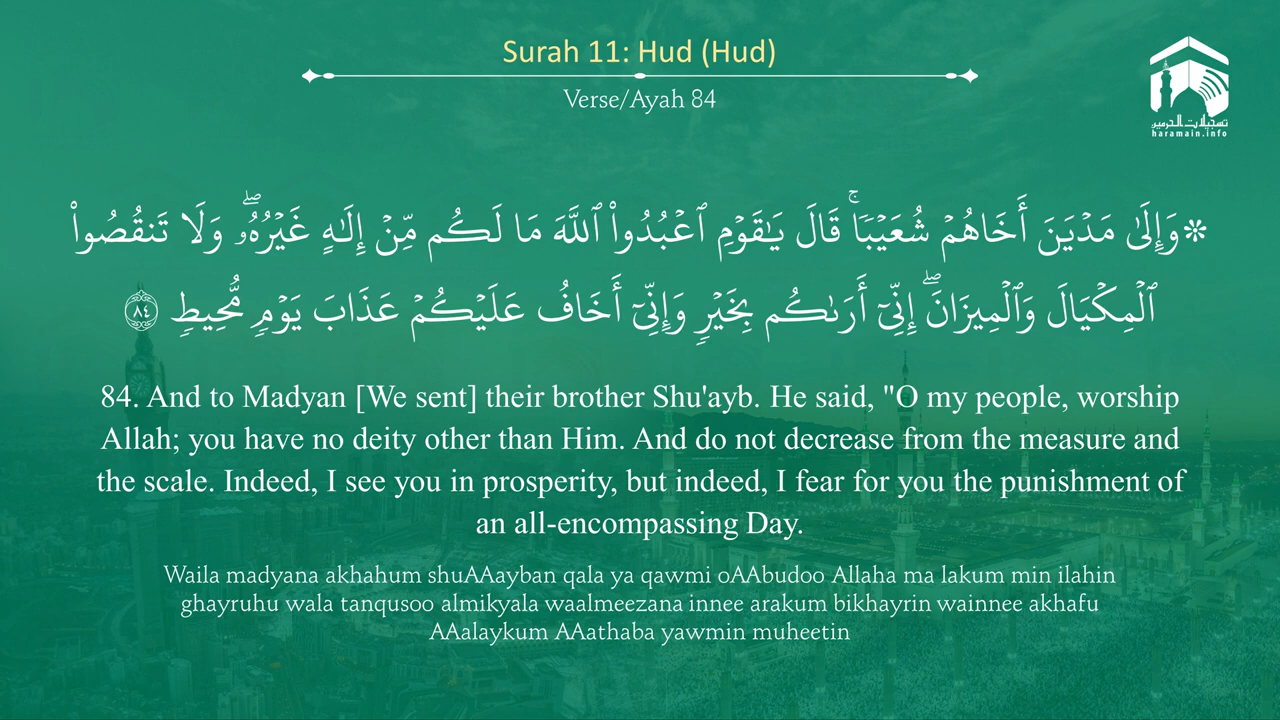 Surah 11: Hud (Hud)
Verse/Ayah 84
تسجيلات الحرمين
haramain.info
۞وَإِلَىٰ مَدْيَنَ أَخَاهُمْ شُعَيْبًاۚ قَالَ يَـٰقَوْمِ ٱعْبُدُوا۟ ٱللَّهَ مَا لَكُم مِّنْ إِلَـٰهٍ غَيْرُهُۥۖ وَلَا تَنقُصُوا۟
ٱلْمِكْيَالَ وَٱلْمِيزَانَۖ إِنِّىٓ أَرَىٰكُم بِخَيْرٍ وَإِنِّىٓ أَخَافُ عَلَيْكُمْ عَذَابَ يَوْمٍ مُّحِيطٍ ٨٤
84. And to Madyan [We sent] their brother Shu'ayb. He said, "O my people, worship
Allah; you have no deity other than Him. And do not decrease from the measure and
the scale. Indeed, I see you in prosperity, but indeed, I fear for you the punishment of
an all-encompassing Day.
Waila madyana akhahum shuAAayban qala ya qawmi oAAbudoo Allaha ma lakum min ilahin
ghayruhu wala tanqusoo almikyala waalmeezana innee arakum bikhayrin wainnee akhafu
AAalaykum AAathaba yawmin muheetin